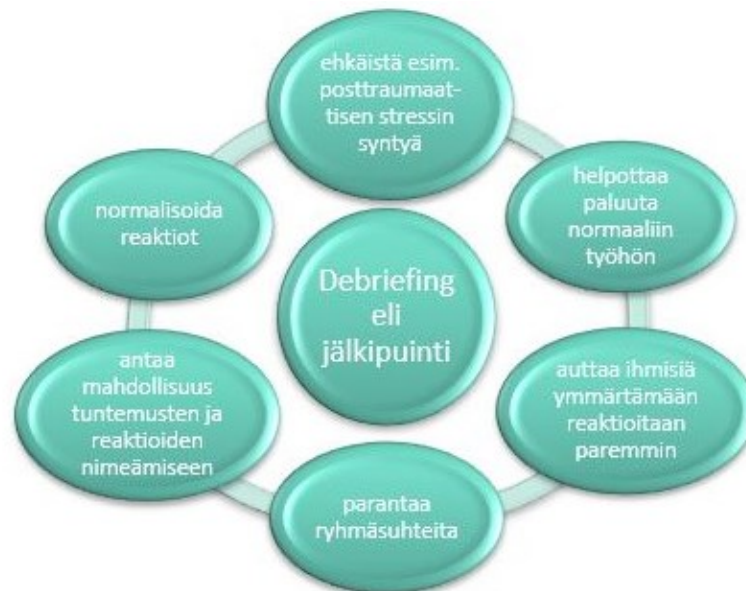 ehkäistä esim.
posttraumaat-
tisen stressin
syntyä
helpottaa
paluuta
normaaliin
työhön
auttaa ihmisiä
ymmärtämään
reaktioitaan
paremmin
parantaa
ryhmäsuhteita
antaa
mahdollisuus
tuntemusten ja
reaktioiden
nimeämiseen
normalisoida
reaktiot
Debriefing
eli
jälkipuinti